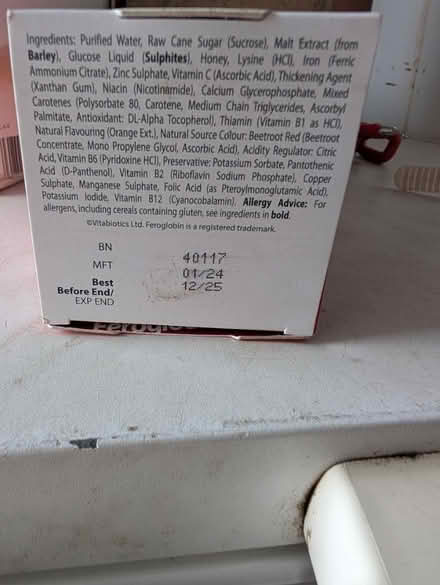 Ingredients: Purified Water, Raw Cane Sugar (Sucrose), Malt Extract (from
Barley), Glucose Liquid (Sulphites), Honey, Lysine (HCl), Iron (Ferric
Ammonium Citrate), Zinc Sulphate, Vitamin C (Ascorbic Acid), Thickening Agent
(Xanthan Gum), Niacin (Nicotinamide), Calcium Glycerophosphate, Mixed
Carotenes (Polysorbate 80, Carotene, Medium Chain Triglycerides, Ascorbyl
Palmitate, Antioxidant: DL-Alpha Tocopherol), Thiamin (Vitamin B1 as HCl),
Natural Flavouring (Orange Ext.), Natural Source Colour: Beetroot Red (Beetroot
Concentrate, Mono Propylene Glycol, Ascorbic Acid), Acidity Regulator: Citric
Acid, Vitamin B6 (Pyridoxine HCl), Preservative: Potassium Sorbate, Pantothenic
Acid (D-Panthenol), Vitamin B2 (Riboflavin Sodium Phosphate), Copper
Sulphate, Manganese Sulphate, Folic Acid (as Pteroylmonoglutamic Acid),
Potassium Iodide, Vitamin B12 (Cyanocobalamin). Allergy Advice: For
allergens, including cereals containing gluten, see ingredients in bold.
©Vitabiotics Ltd. Feroglobin is a registered trademark.
BN 40117
MFT 01/24
Best
Before End/ 12/25
EXP END